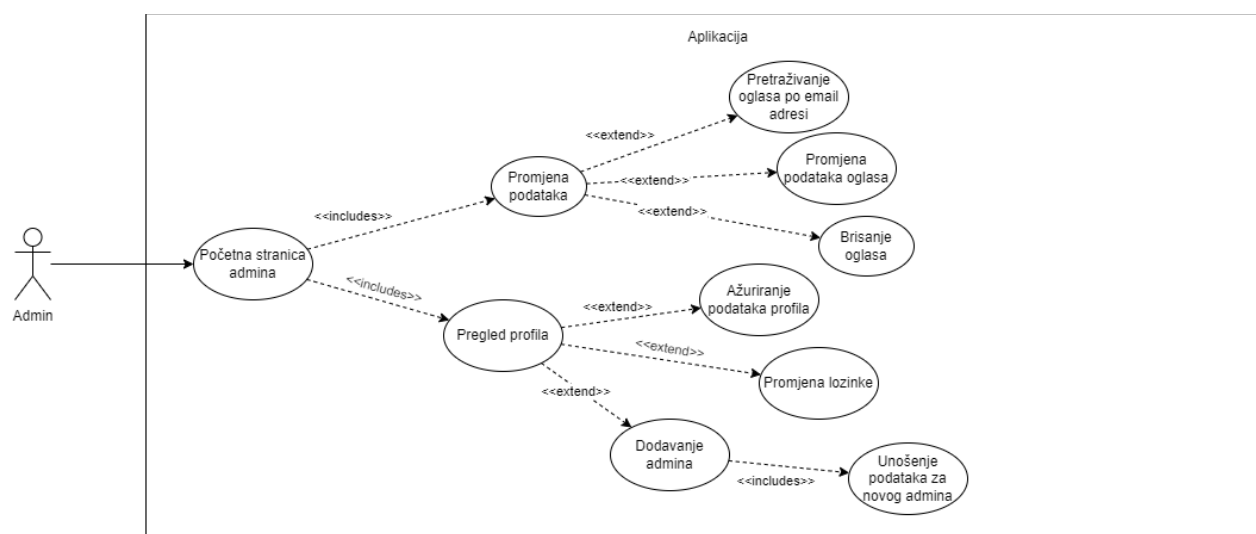 Aplikacija
Pretraživanje
oglasa po email
adresi
<<extend>>
Promjena
podataka oglasa
<<extend>>
Promjena
podataka
<<extend>>
<<includes>>
Brisanje
oglasa
Početna stranica
admina
Admin
<<includes>>
Ažuriranje
podataka profila
<<extend>>
Pregled profila
<<extend>>
Promjena lozinke
<<extend>>
Dodavanje
admina
<<includes>>
Unošenje
podataka za
novog admina